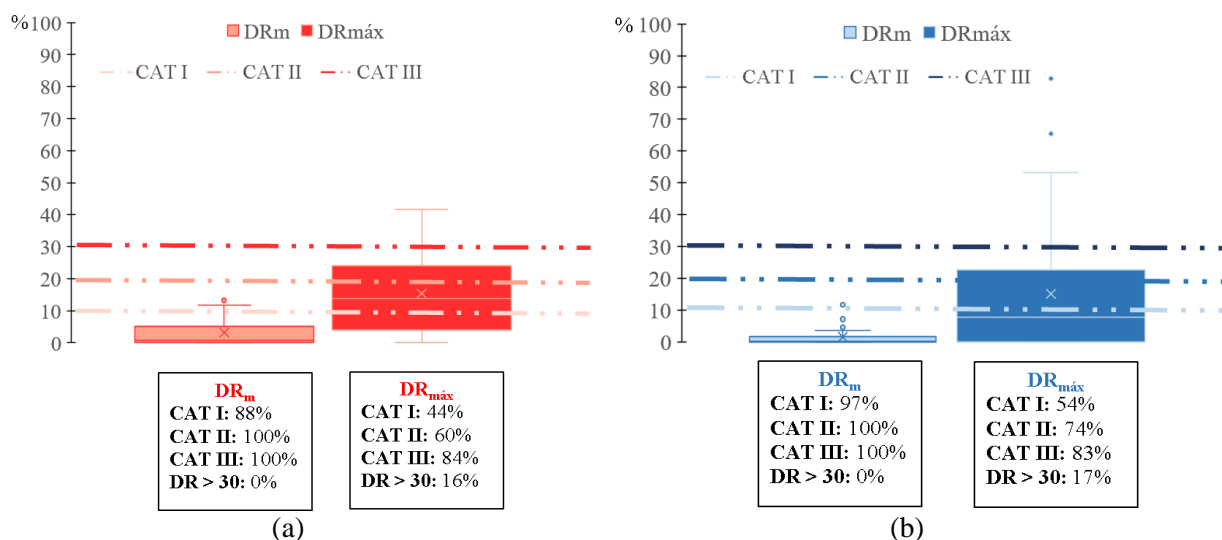 %
100
90
80
70
60
50
40
30
20
10
0
DRm DRmáx
CAT I CAT II CAT III
DRm
CAT I: 88%
CAT II: 100%
CAT III: 100%
DR > 30: 0%
DRmáx
CAT I: 44%
CAT II: 60%
CAT III: 84%
DR > 30: 16%
(a)
%
100
90
80
70
60
50
40
30
20
10
0
DRm DRmáx
CAT I CAT II CAT III
DRm
CAT I: 97%
CAT II: 100%
CAT III: 100%
DR > 30: 0%
DRmáx
CAT I: 54%
CAT II: 74%
CAT III: 83%
DR > 30: 17%
(b)